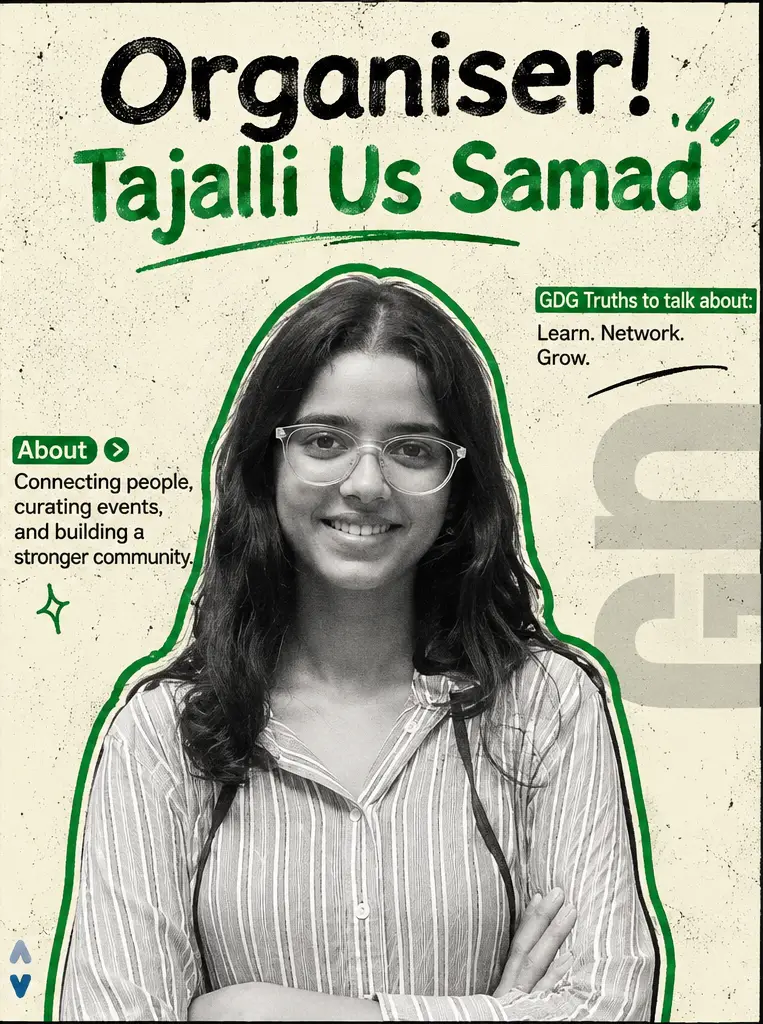 Organiser!
Tajalli Us Samad
GDG Truths to talk about:
Learn. Network.
Grow.
About
Connecting people,
curating events,
and building a
stronger community.